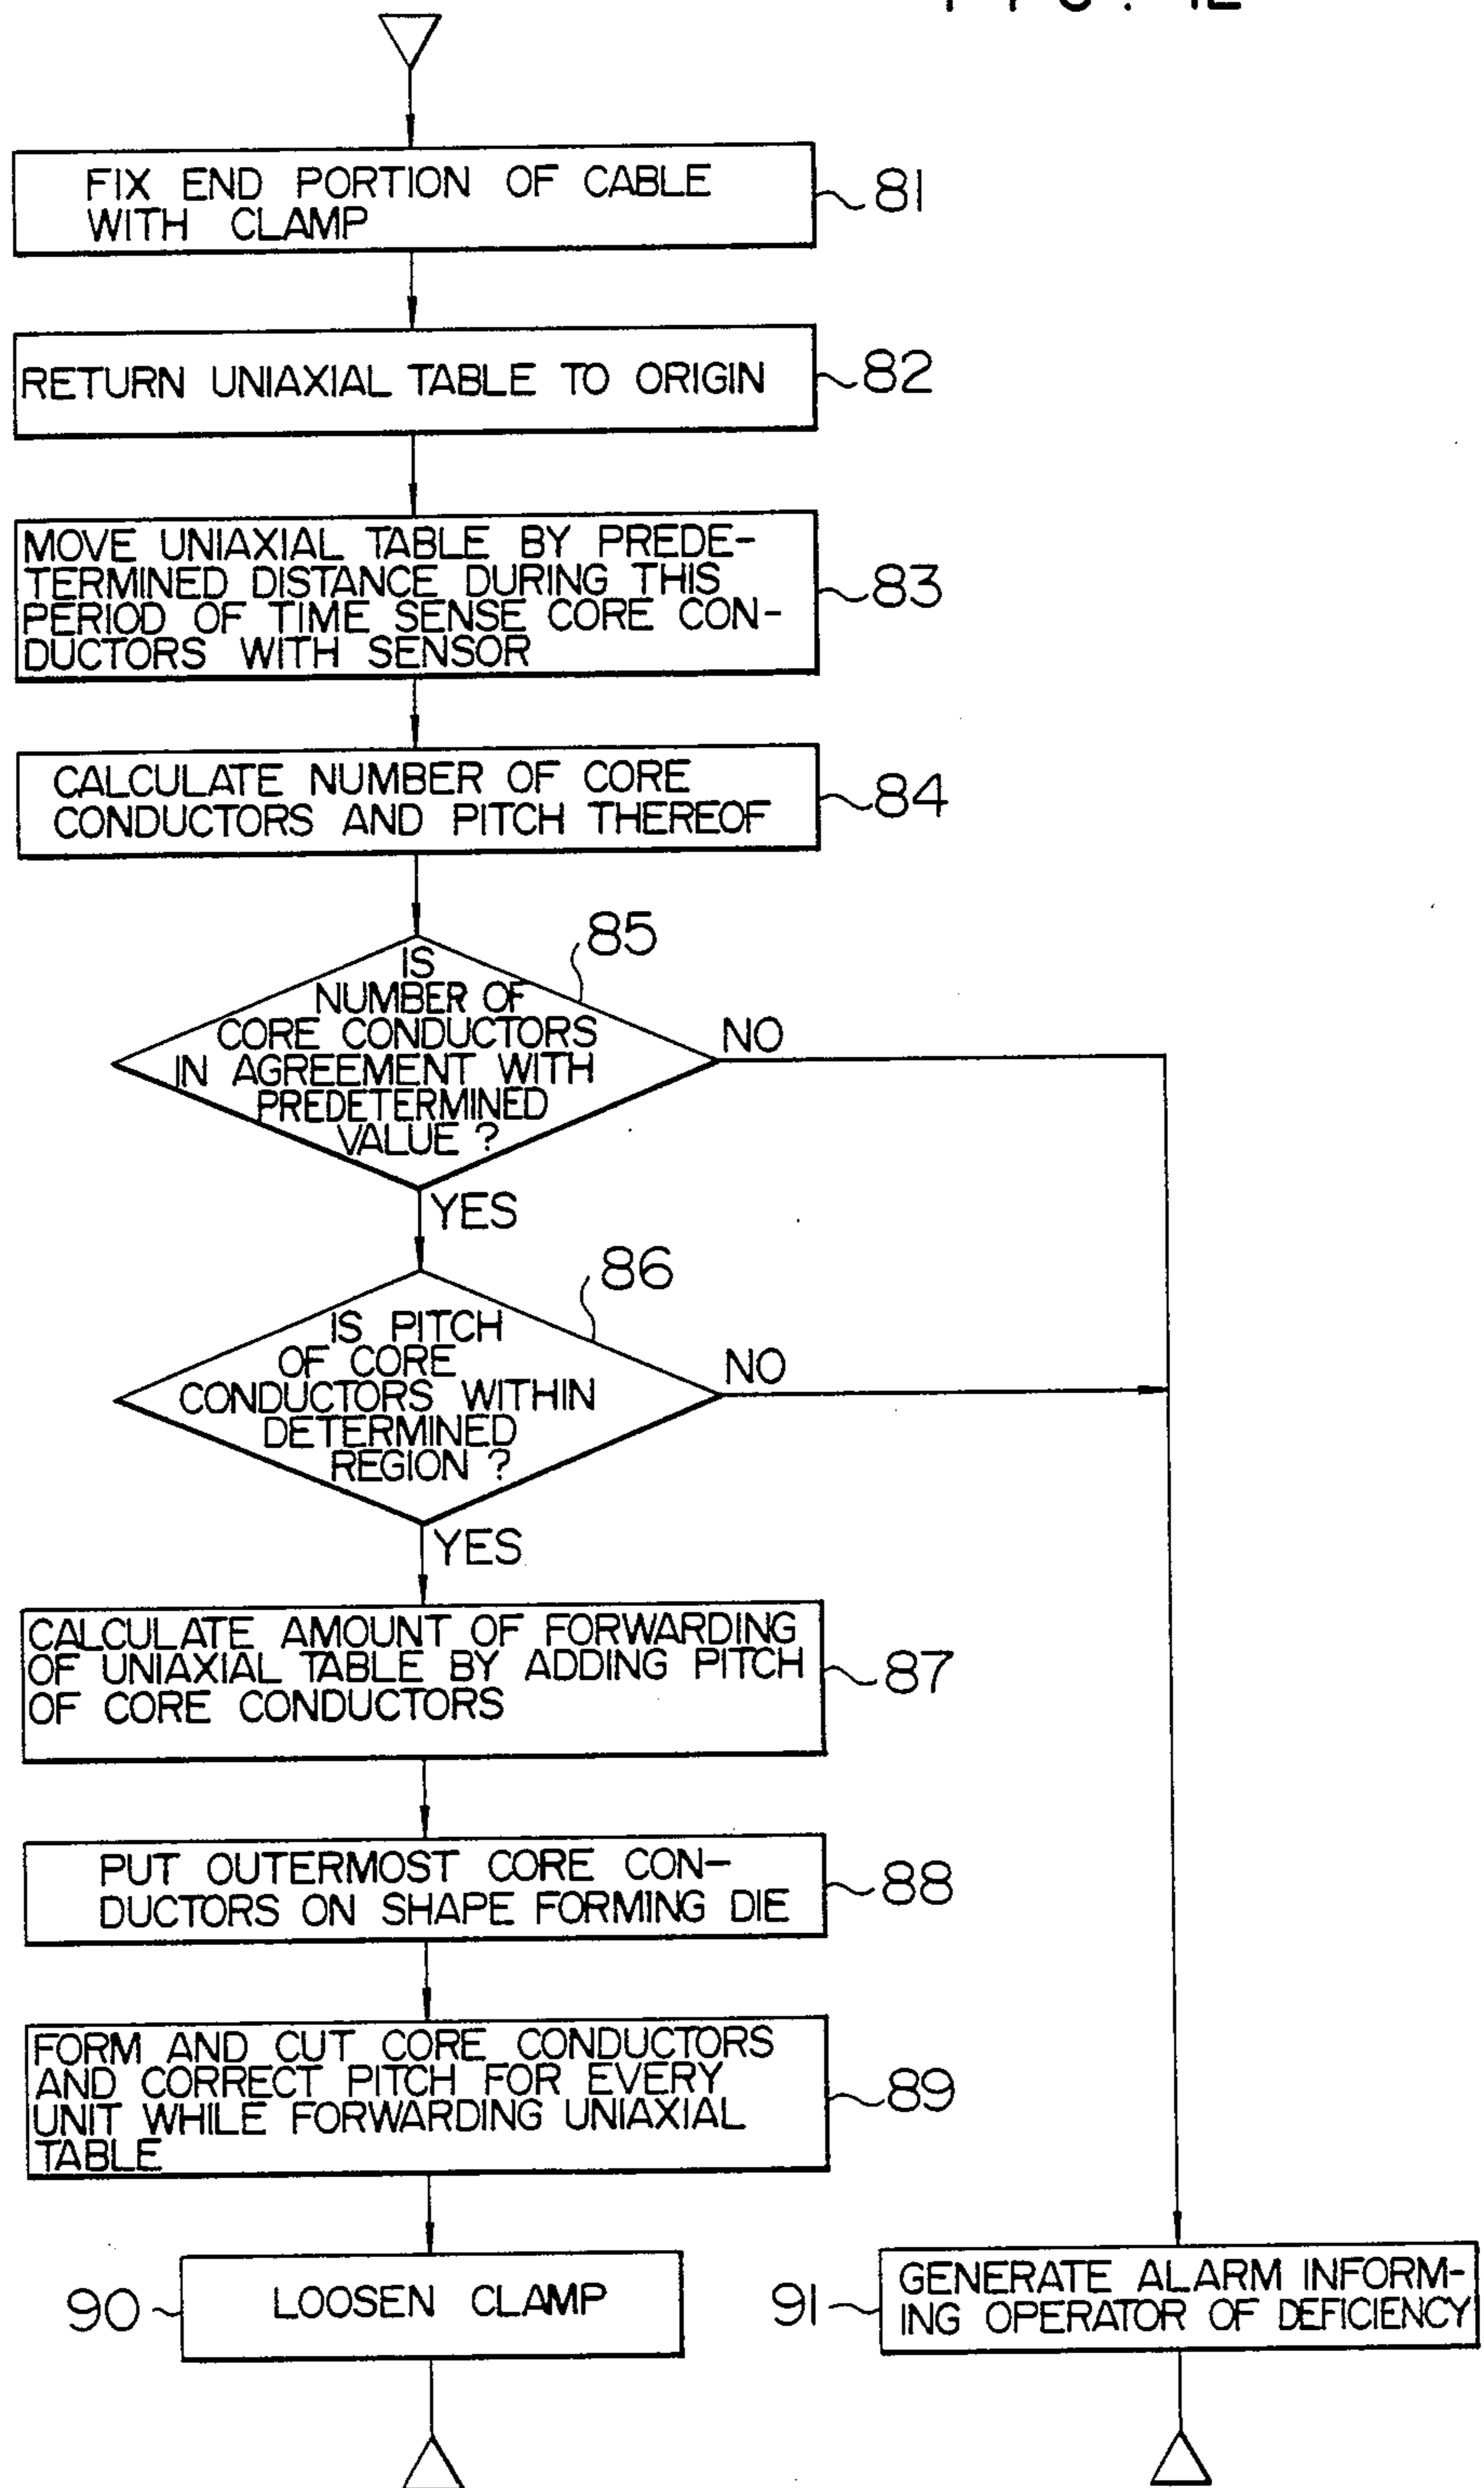 FIX END PORTION OF CABLE
WITH CLAMP
81
RETURN UNIAXIAL TABLE TO ORIGIN
82
MOVE UNIAXIAL TABLE BY PREDE-
TERMINED DISTANCE DURING THIS
PERIOD OF TIME SENSE CORE CON-
DUCTORS WITH SENSOR
83
CALCULATE NUMBER OF CORE
CONDUCTORS AND PITCH THEREOF
84
85
IS
NUMBER OF
CORE CONDUCTORS
IN AGREEMENT WITH
PREDETERMINED
VALUE ?
NO
YES
86
IS PITCH
OF CORE
CONDUCTORS WITHIN
DETERMINED
REGION ?
NO
YES
CALCULATE AMOUNT OF FORWARDING
OF UNIAXIAL TABLE BY ADDING PITCH
OF CORE CONDUCTORS
87
PUT OUTERMOST CORE CON-
DUCTORS ON SHAPE FORMING DIE
88
FORM AND CUT CORE CONDUCTORS
AND CORRECT PITCH FOR EVERY
UNIT WHILE FORWARDING UNIAXIAL
TABLE
89
90
LOOSEN CLAMP
91
GENERATE ALARM INFORM-
ING OPERATOR OF DEFICIENCY